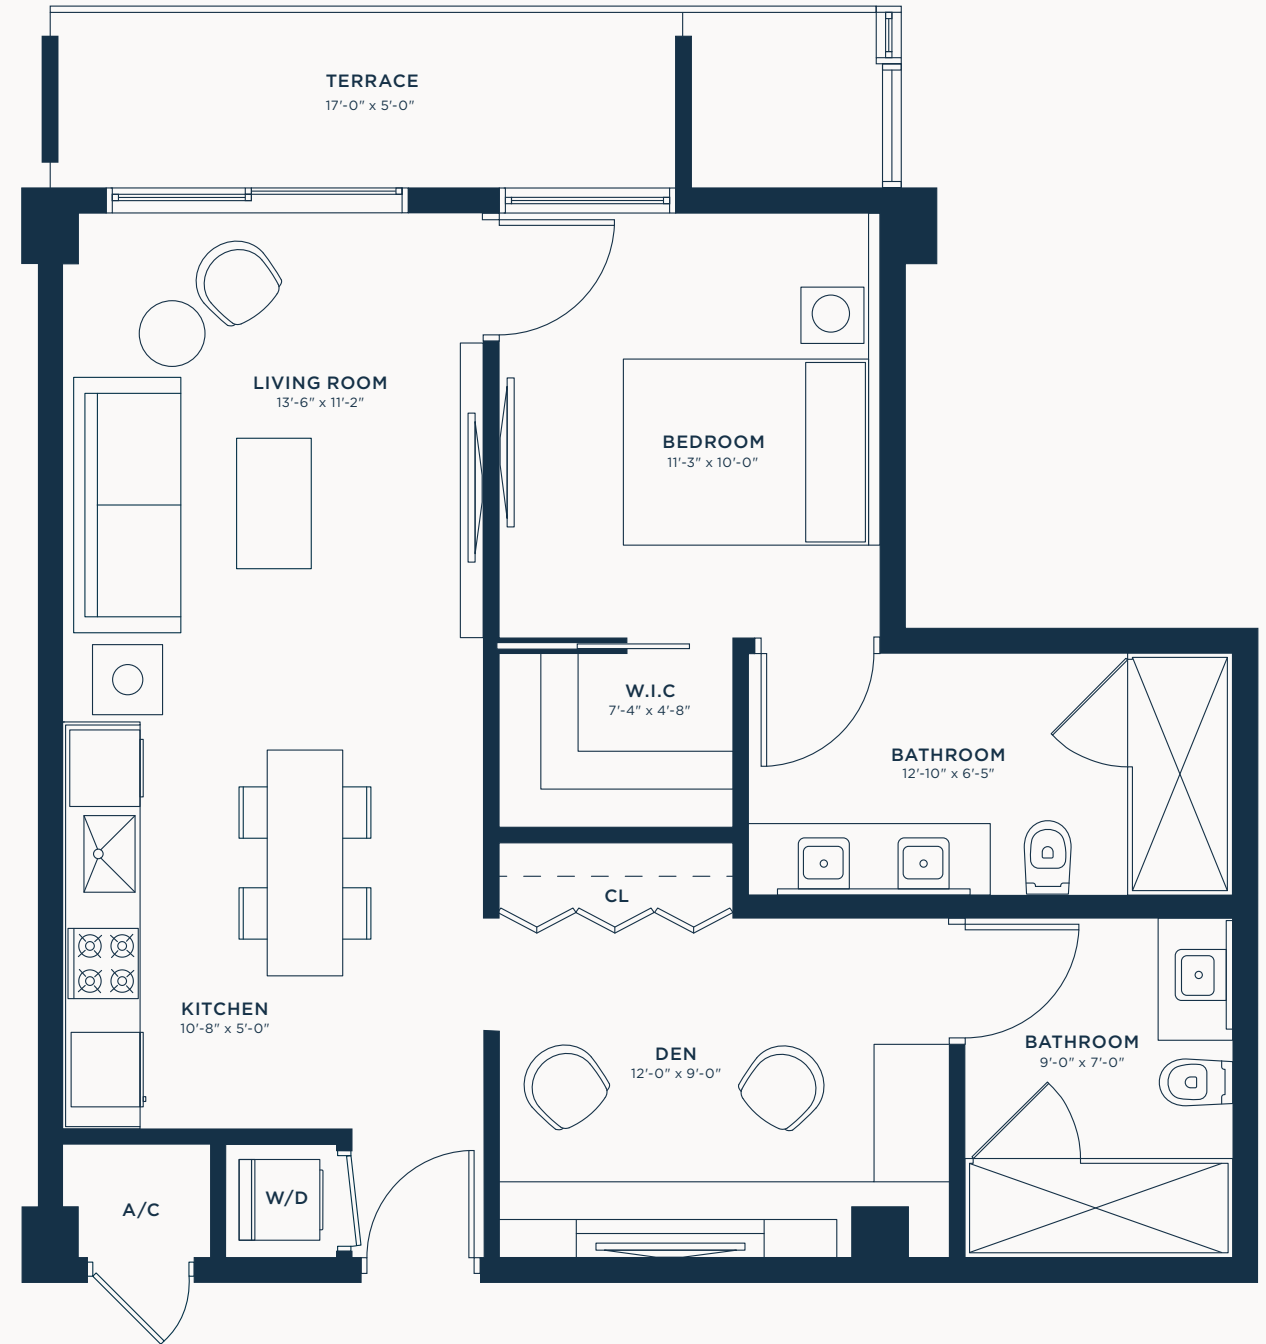 TERRACE
17'-0" x 5'-0"
LIVING ROOM
13'-6" x 11'-2"
BEDROOM
11'-3" x 10'-0"
W.I.C
7'-4" x 4'-8"
BATHROOM
12'-10" x 6'-5"
CL
KITCHEN
10'-8" x 5'-0"
DEN
12'-0" x 9'-0"
BATHROOM
9'-0" x 7'-0"
A/C
W/D